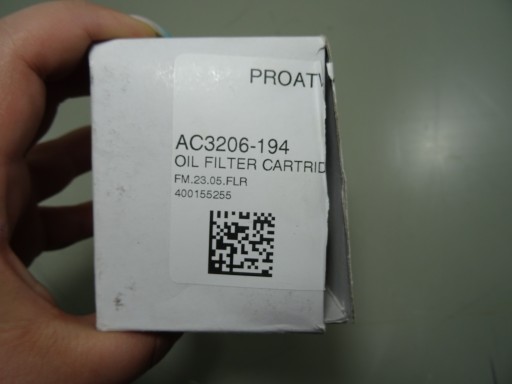 PROATV
AC3206-194
OIL FILTER CARTRID
FM.23.05.FLR
400155255